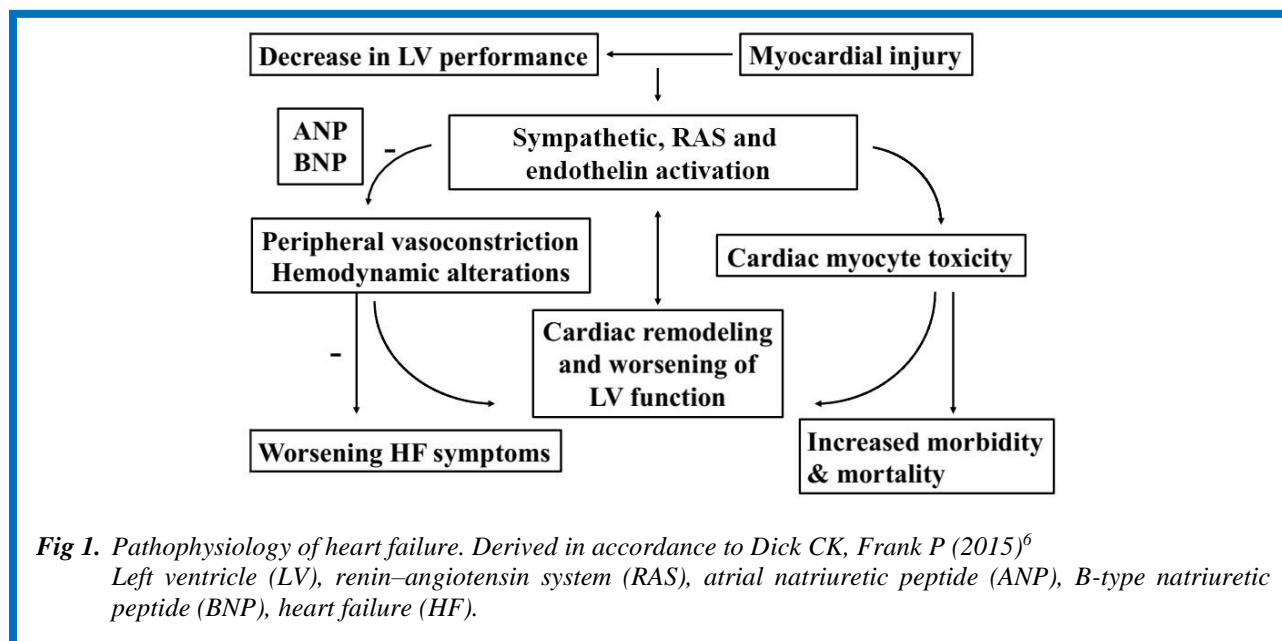 Decrease in LV performance
Myocardial injury
ANP
BNP
-
Sympathetic, RAS and
endothelin activation
Peripheral vasoconstriction
Hemodynamic alterations
Cardiac myocyte toxicity
-
Cardiac remodeling
and worsening of
LV function
Worsening HF symptoms
Increased morbidity
& mortality
Fig 1. Pathophysiology of heart failure. Derived in accordance to Dick CK, Frank P (2015)⁶
Left ventricle (LV), renin–angiotensin system (RAS), atrial natriuretic peptide (ANP), B-type natriuretic
peptide (BNP), heart failure (HF).